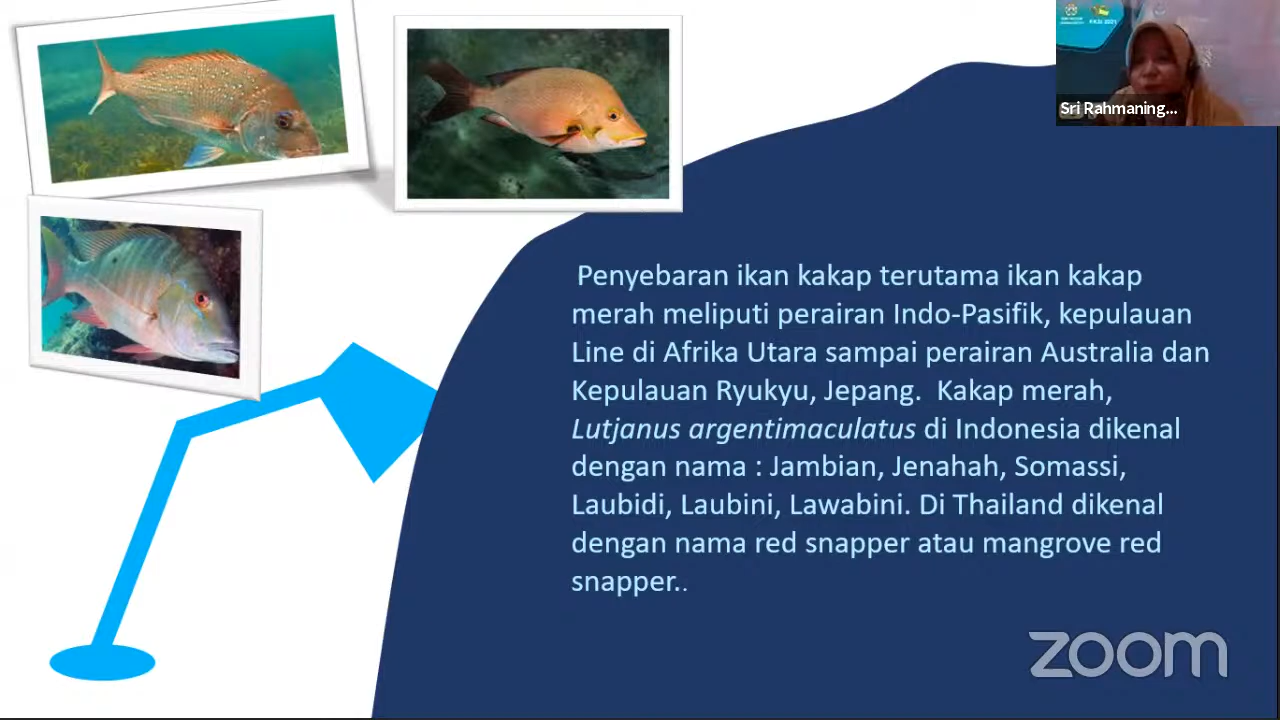 Sri Rahmaning...
Penyebaran ikan kakap terutama ikan kakap
merah meliputi perairan Indo-Pasifik, kepulauan
Line di Afrika Utara sampai perairan Australia dan
Kepulauan Ryukyu, Jepang. Kakap merah,
Lutjanus argentimaculatus di Indonesia dikenal
dengan nama : Jambian, Jenahah, Somassi,
Laubidi, Laubini, Lawabini. Di Thailand dikenal
dengan nama red snapper atau mangrove red
snapper..
zoom